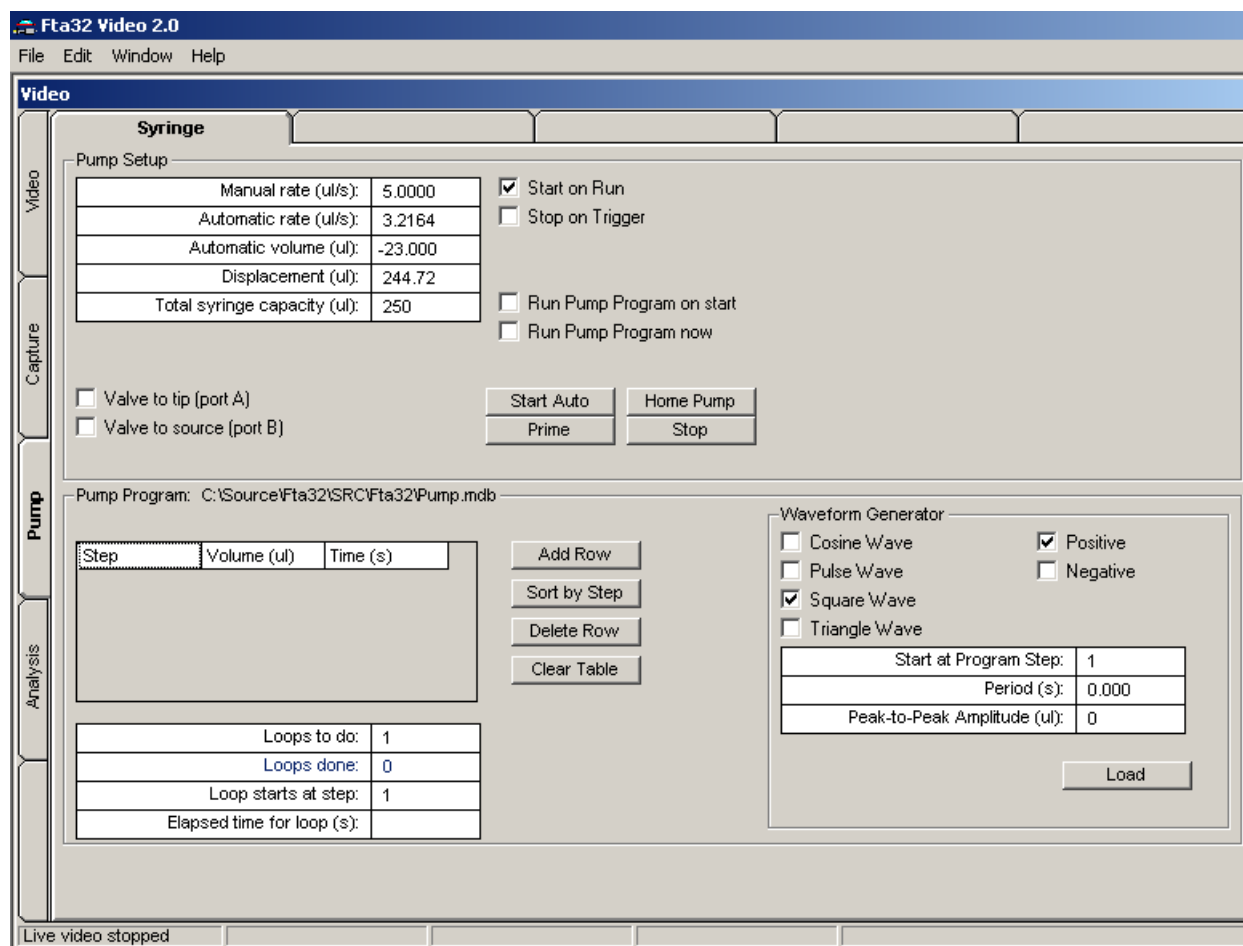 Fta32 Video 2.0
File Edit Window Help
Video
Syringe
Video
Capture
Pump
Analysis
Pump Setup
Manual rate (ul/s): 5.0000
Automatic rate (ul/s): 3.2164
Automatic volume (ul): -23.000
Displacement (ul): 244.72
Total syringe capacity (ul): 250
Start on Run
Stop on Trigger
Run Pump Program on start
Run Pump Program now
Valve to tip (port A)
Valve to source (port B)
Start Auto Home Pump
Prime Stop
Pump Program: C:\Source\Fta32\SRC\Fta32\Pump.mdb
Step Volume (ul) Time (s)
Add Row
Sort by Step
Delete Row
Clear Table
Loops to do: 1
Loops done: 0
Loop starts at step: 1
Elapsed time for loop (s):
Waveform Generator
Cosine Wave Positive
Pulse Wave Negative
Square Wave
Triangle Wave
Start at Program Step: 1
Period (s): 0.000
Peak-to-Peak Amplitude (ul): 0
Load
Live video stopped